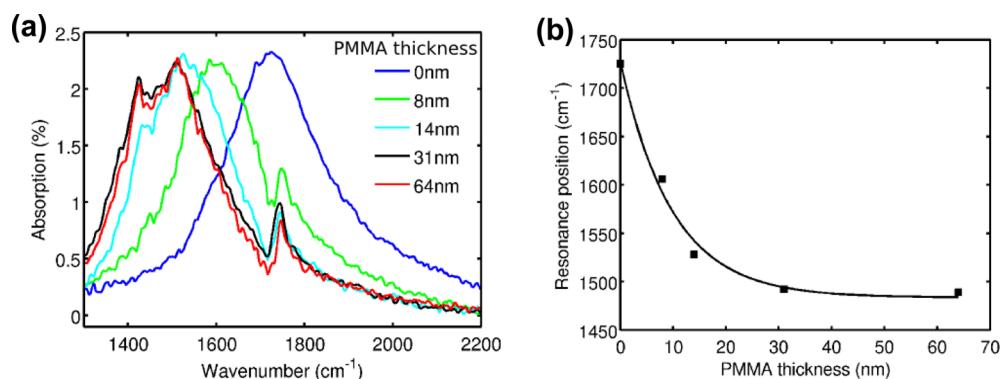 (a)
PMMA thickness
0nm
8nm
14nm
31nm
64nm
2.5
2
1.5
1
0.5
0
Absorption (%)
1400 1600 1800 2000 2200
Wavenumber (cm-1)
(b)
1750
1700
1650
1600
1550
1500
1450
Resonance position (cm-1)
0 10 20 30 40 50 60 70
PMMA thickness (nm)